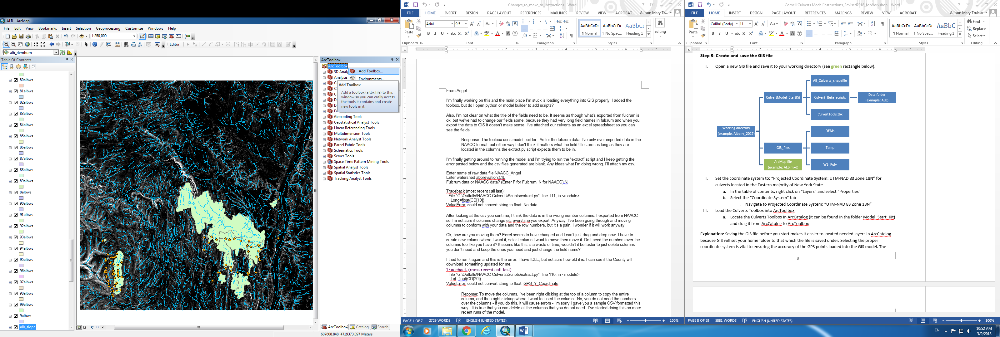 ALB - ArcMap
File Edit View Bookmarks Insert Selection Geoprocessing Customize Windows Help
1:250,000
Editor
alb_demburn
Table Of Contents
80albws
81albws
82albws
83albws
84albws
85albws
86albws
87albws
88albws
89albws
8albws
90albws
91albws
92albws
93albws
94albws
95albws
96albws
97albws
98albws
99albws
9albws
alb_slope
ArcToolbox
ArcToolbox
3D Analy
Analysis
Add Toolbox...
Environments...
Add Toolbox
Add a toolbox (a tbx file) to this
window so you can easily access
the tools it contains and create
new tools in it.
Geocoding Tools
Geostatistical Analyst Tools
Linear Referencing Tools
Multidimension Tools
Network Analyst Tools
Parcel Fabric Tools
Schematics Tools
Server Tools
Space Time Pattern Mining Tools
Spatial Analyst Tools
Spatial Statistics Tools
Tracking Analyst Tools
ArcToolbox Catalog Search
607608.848 4719373.097 Meters
Changes_to_make_to_instructions - Word
FILE HOME INSERT DESIGN PAGE LAYOUT REFERENCES MAILINGS REVIEW VIEW ACROBAT Allison Mary Tr...
Paste
Arial 9.5
AaBbCcDc AaBbCcDc AaBbCc
¶ Normal ¶ No Spac... Heading 1
Editing
Clipboard Font Paragraph Styles
From Angel
I'm finally working on this and the main place I'm stuck is loading everything into GIS properly. I added the
toolbox, but do I open python or model builder to add scripts?
Also, I'm not clear on what the title of the fields need to be. It seems as though what's exported from fulcrum is
ok, but we've had to change our fields some, because they had very long field names in fulcrum and when you
export the data to GIS it doesn't make sense. I've attached our culverts as an excel spreadsheet so you can
see the fields.
Response: The toolbox uses model builder. As for the fulcrum data, I've only ever imported data in the
NAACC format, but either way I don't think it matters what the field titles are, as long as they are
located in the columns the extract.py script expects them to be in.
I'm finally getting around to running the model and I'm trying to run the "extract" script and I keep getting the
error pasted below and the csv files generated are blank. Any ideas what I'm doing wrong. I'll attach my csv.
Enter name of raw data file:NAACC_Angel
Enter watershed abbreviation:CIE
Fulcrum data or NAACC data? (Enter F for Fulcrum, N for NAACC):N
Traceback (most recent call last):
File "G:\Outfalls\NAACC Culverts\Scripts\extract.py", line 111, in <module>
Long=float(CD[19])
ValueError: could not convert string to float: No data
After looking at the csv you sent me, I think the data is in the wrong number columns. I exported from NAACC
so I'm not sure if columns change etc everytime you export. Anyway, I've been going through and moving
columns to conform with your data and the row numbers, but it's a pain. I wonder if it will work anyway.
Ok, how are you moving them? Excel seems to have changed and I can't just drag and drop now. I have to
create new column where I want it, select column I want to move then move it. Do I need the numbers over the
columns too like you have it? It seems like this is a waste of time, wouldn't it be faster to just delete columns
you don't need and keep the ones you need and just change the field name?
I tried to run it again and this is the error. I have IDLE, but not sure how old it is. I can see if the County will
download something updated for me.
Traceback (most recent call last):
File "G:\Outfalls\NAACC Culverts\Scripts\extract.py", line 110, in <module>
Lat=float(CD[20])
ValueError: could not convert string to float: GPS_Y_Coordinate
Reponse: To move the columns, I've been right clicking at the top of a column to copy the entire
column, and then right clicking where I want to insert the column. No, you do not need the numbers
over the columns - if you do this, it will cause errors - I'm sorry I gave you a sample CSV formatted this
way. It is true that you can delete all the columns that you do not need. I've started doing this on more
recent runs of the model.
PAGE 1 OF 7 2729 WORDS ENGLISH (UNITED STATES) 100%
Cornell Culverts Model Instructions_Revised2018_forWorkshop - Word
FILE HOME INSERT DESIGN PAGE LAYOUT REFERENCES MAILINGS REVIEW VIEW ACROBAT Allison Mary Truhlar
Paste
Calibri (Body) 11
AaBbCcDc AaBbCcDc AaBbC
¶ Normal ¶ No Spac... Heading 1
Find
Replace
Select
Clipboard Font Paragraph Styles Editing
Step 3: Create and save the GIS file
I. Open a new GIS file and save it to your working directory (see green rectangle below).
All_Culverts_shapefile
CulvertModel_StartKit
Culvert_Beta_scripts
Data folder
(example: ALB)
CulvertTools.tbx
Working directory
(example: Albany_2017)
DEMs
GIS_files
Temp
ArcMap file
(example: ALB.mxd)
WS_Poly
II. Set the coordinate system to: "Projected Coordinate System: UTM-NAD 83 Zone 18N" for
culverts located in the Eastern majority of New York State.
a. In the table of contents, right click on "Layers" and select "Properties"
b. Select the "Coordinate System" tab
i. Navigate to Projected Coordinate System: "UTM-NAD 83 Zone 18N"
III. Load the Culverts Toolbox into ArcToolbox
a. Locate the Culverts Toolbox in ArcCatalog (it can be found in the folder Model_Start_Kit)
and drag it from ArcCatalog to ArcToolbox
Explanation: Saving the GIS file before you start makes it easier to located needed layers in ArcCatalog
because GIS will set your home folder to that which the file is saved under. Selecting the proper
coordinate system is vital to ensuring the accuracy of the GPS points loaded into the GIS model. The
8
PAGE 8 OF 29 5881 WORDS ENGLISH (UNITED STATES) 100%
EN
10:52 AM
3/9/2018